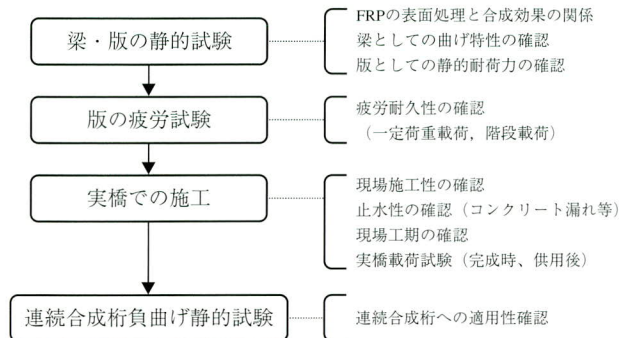 梁・版の静的試験
FRPの表面処理と合成効果の関係
梁としての曲げ特性の確認
版としての静的耐荷力の確認
版の疲労試験
疲労耐久性の確認
（一定荷重載荷，階段載荷）
実橋での施工
現場施工性の確認
止水性の確認（コンクリート漏れ等）
現場工期の確認
実橋載荷試験（完成時、供用後）
連続合成桁負曲げ静的試験
連続合成桁への適用性確認